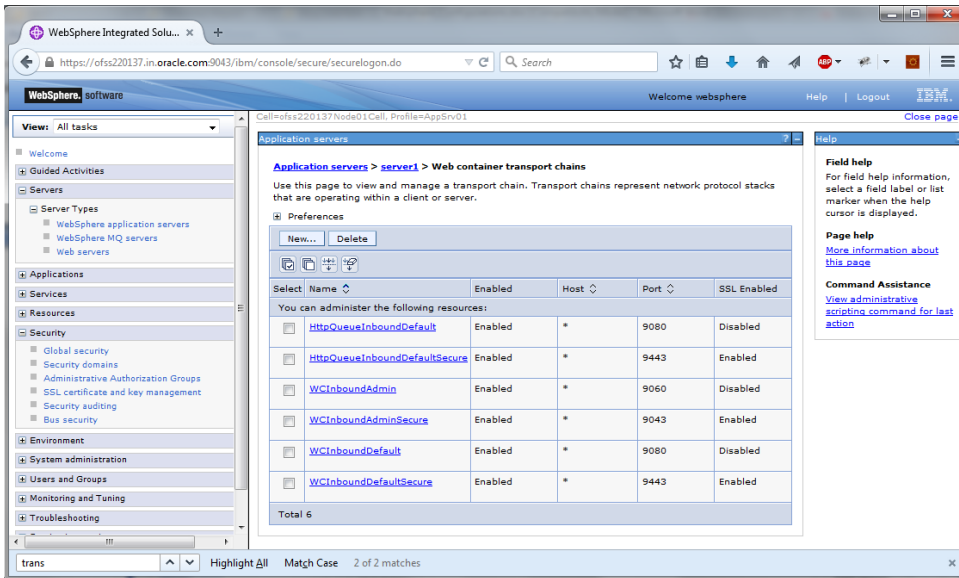 WebSphere Integrated Solu... × +
https://ofss220137.in.oracle.com:9043/ibm/console/secure/securelogon.do
Search
ABP
WebSphere. software
Welcome websphere
Help | Logout
IBM.
View: All tasks
Welcome
Guided Activities
Servers
Server Types
WebSphere application servers
WebSphere MQ servers
Web servers
Applications
Services
Resources
Security
Global security
Security domains
Administrative Authorization Groups
SSL certificate and key management
Security auditing
Bus security
Environment
System administration
Users and Groups
Monitoring and Tuning
Troubleshooting
Cell=ofss220137Node01Cell, Profile=AppSrv01
Close page
Application servers ? –
Application servers > server1 > Web container transport chains
Use this page to view and manage a transport chain. Transport chains represent network protocol stacks
that are operating within a client or server.
Preferences
New... Delete
Select Name Enabled Host Port SSL Enabled
You can administer the following resources:
HttpQueueInboundDefault Enabled * 9080 Disabled
HttpQueueInboundDefaultSecure Enabled * 9443 Enabled
WCInboundAdmin Enabled * 9060 Disabled
WCInboundAdminSecure Enabled * 9043 Enabled
WCInboundDefault Enabled * 9080 Disabled
WCInboundDefaultSecure Enabled * 9443 Enabled
Total 6
Help
Field help
For field help information,
select a field label or list
marker when the help
cursor is displayed.
Page help
More information about
this page
Command Assistance
View administrative
scripting command for last
action
trans
Highlight All Match Case 2 of 2 matches